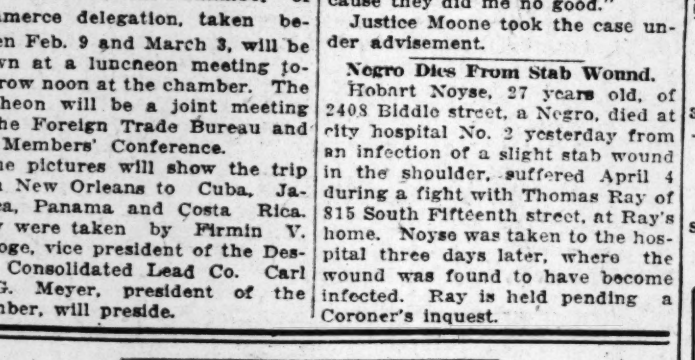 merce delegation, taken be-
en Feb. 9 and March 3, will be
wn at a luncheon meeting to-
row noon at the chamber. The
cheon will be a joint meeting
he Foreign Trade Bureau and
Members' Conference.
e pictures will show the trip
New Orleans to Cuba, Ja-
ca, Panama and Costa Rica.
were taken by Firmin V.
oge, vice president of the Des-
Consolidated Lead Co. Carl
G. Meyer, president of the
mber, will preside.
cause they did me no good."
Justice Moone took the case un-
der advisement.
Negro Dies From Stab Wound.
Hobart Noyse, 27 years old, of
2408 Biddle street, a Negro, died at
city hospital No. 2 yesterday from
an infection of a slight stab wound
in the shoulder, suffered April 4
during a fight with Thomas Ray of
815 South Fifteenth street, at Ray's
home. Noyse was taken to the hos-
pital three days later, where the
wound was found to have become
infected. Ray is held pending a
Coroner's inquest.